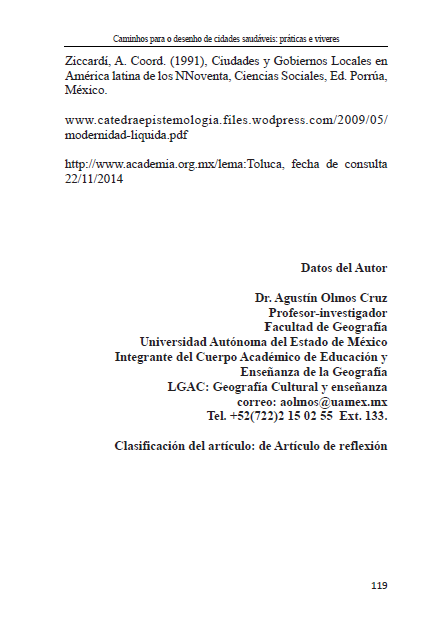 Caminhos para o desenho de cidades saudáveis: práticas e viveres
Ziccardi, A. Coord. (1991), Ciudades y Gobiernos Locales en
América latina de los NNoventa, Ciencias Sociales, Ed. Porrúa,
México.
www.catedraepistemologia.files.wodpress.com/2009/05/
modernidad-liquida.pdf
http://www.academia.org.mx/lema:Toluca, fecha de consulta
22/11/2014
Datos del Autor
Dr. Agustín Olmos Cruz
Profesor-investigador
Facultad de Geografía
Universidad Autónoma del Estado de México
Integrante del Cuerpo Académico de Educación y
Enseñanza de la Geografía
LGAC: Geografía Cultural y enseñanza
correo: aolmos@uamex.mx
Tel. +52(722)2 15 02 55  Ext. 133.
Clasificación del artículo: de Artículo de reflexión
119